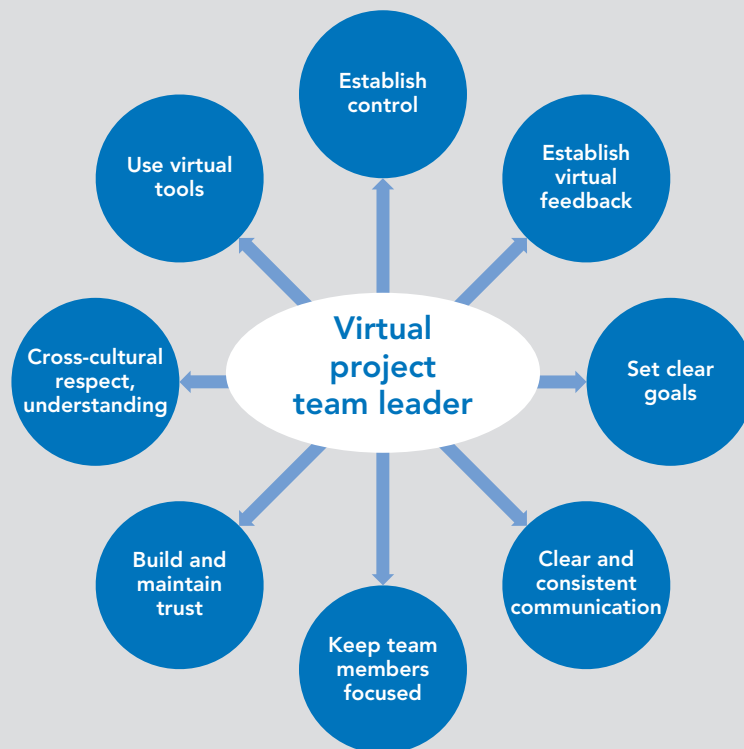 Establish
control
Establish
virtual
feedback
Set clear
goals
Clear and
consistent
communication
Keep team
members
focused
Build and
maintain
trust
Cross-cultural
respect,
understanding
Use virtual
tools
Virtual
project
team leader